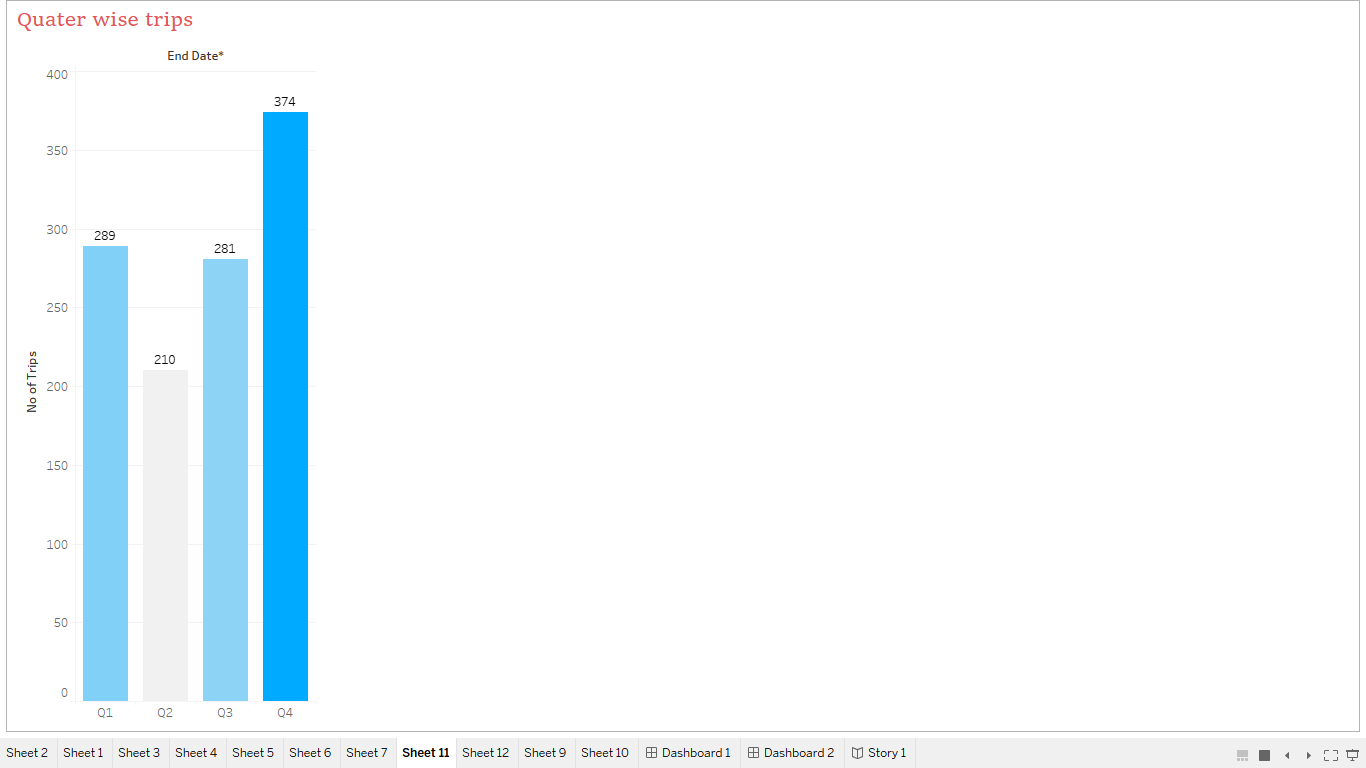 Quater wise trips
End Date*
400
374
350
300
289
281
250
210
No of Trips
200
150
100
50
0
Q1 Q2 Q3 Q4
Sheet 2 Sheet 1 Sheet 3 Sheet 4 Sheet 5 Sheet 6 Sheet 7 Sheet 11 Sheet 12 Sheet 9 Sheet 10 Dashboard 1 Dashboard 2 Story 1